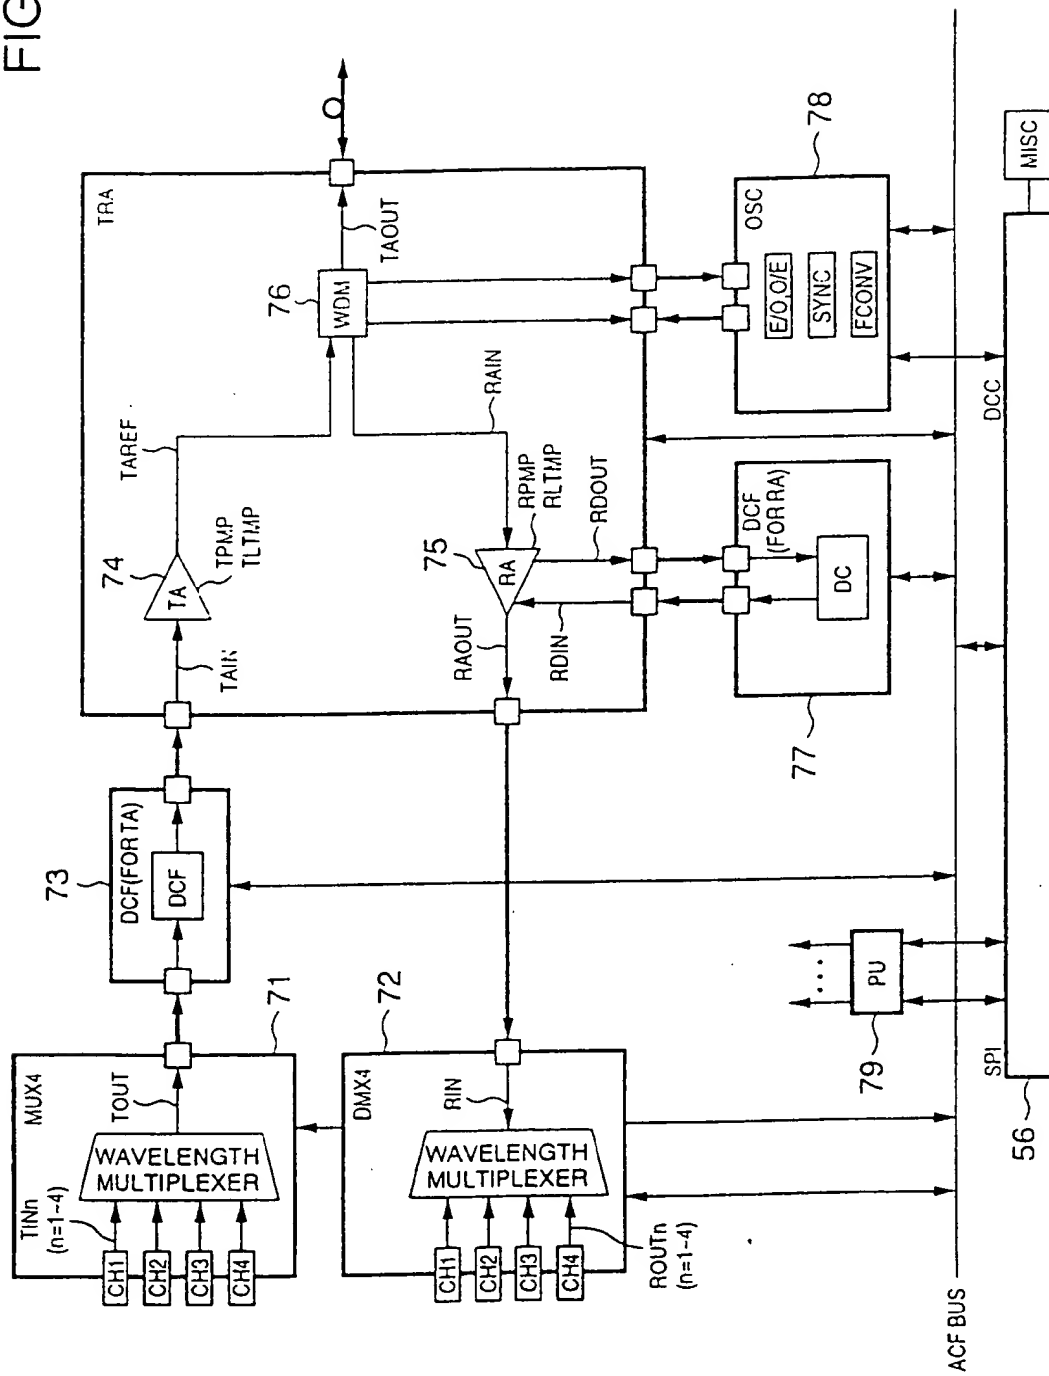 FIG
MUX4
TINn
(n=1~4)
CH1
CH2
CH3
CH4
WAVELENGTH
MULTIPLEXER
TOUT
71
73
DCF(FOR TA)
DCF
TRA
TAIN
TA
74
TPMP
TLTMP
TAREF
76
WDM
TAOUT
RAIN
75
RA
RPMP
RLTMP
RAOUT
RDIN
RDOUT
72
DMX4
RIN
WAVELENGTH
MULTIPLEXER
CH1
CH2
CH3
CH4
ROUTn
(n=1~4)
77
DCF
(FOR RA)
DC
78
OSC
E/O,O/E
SYNC
FCONV
79
PU
...
ACF BUS
SPI
DCC
56
MISC